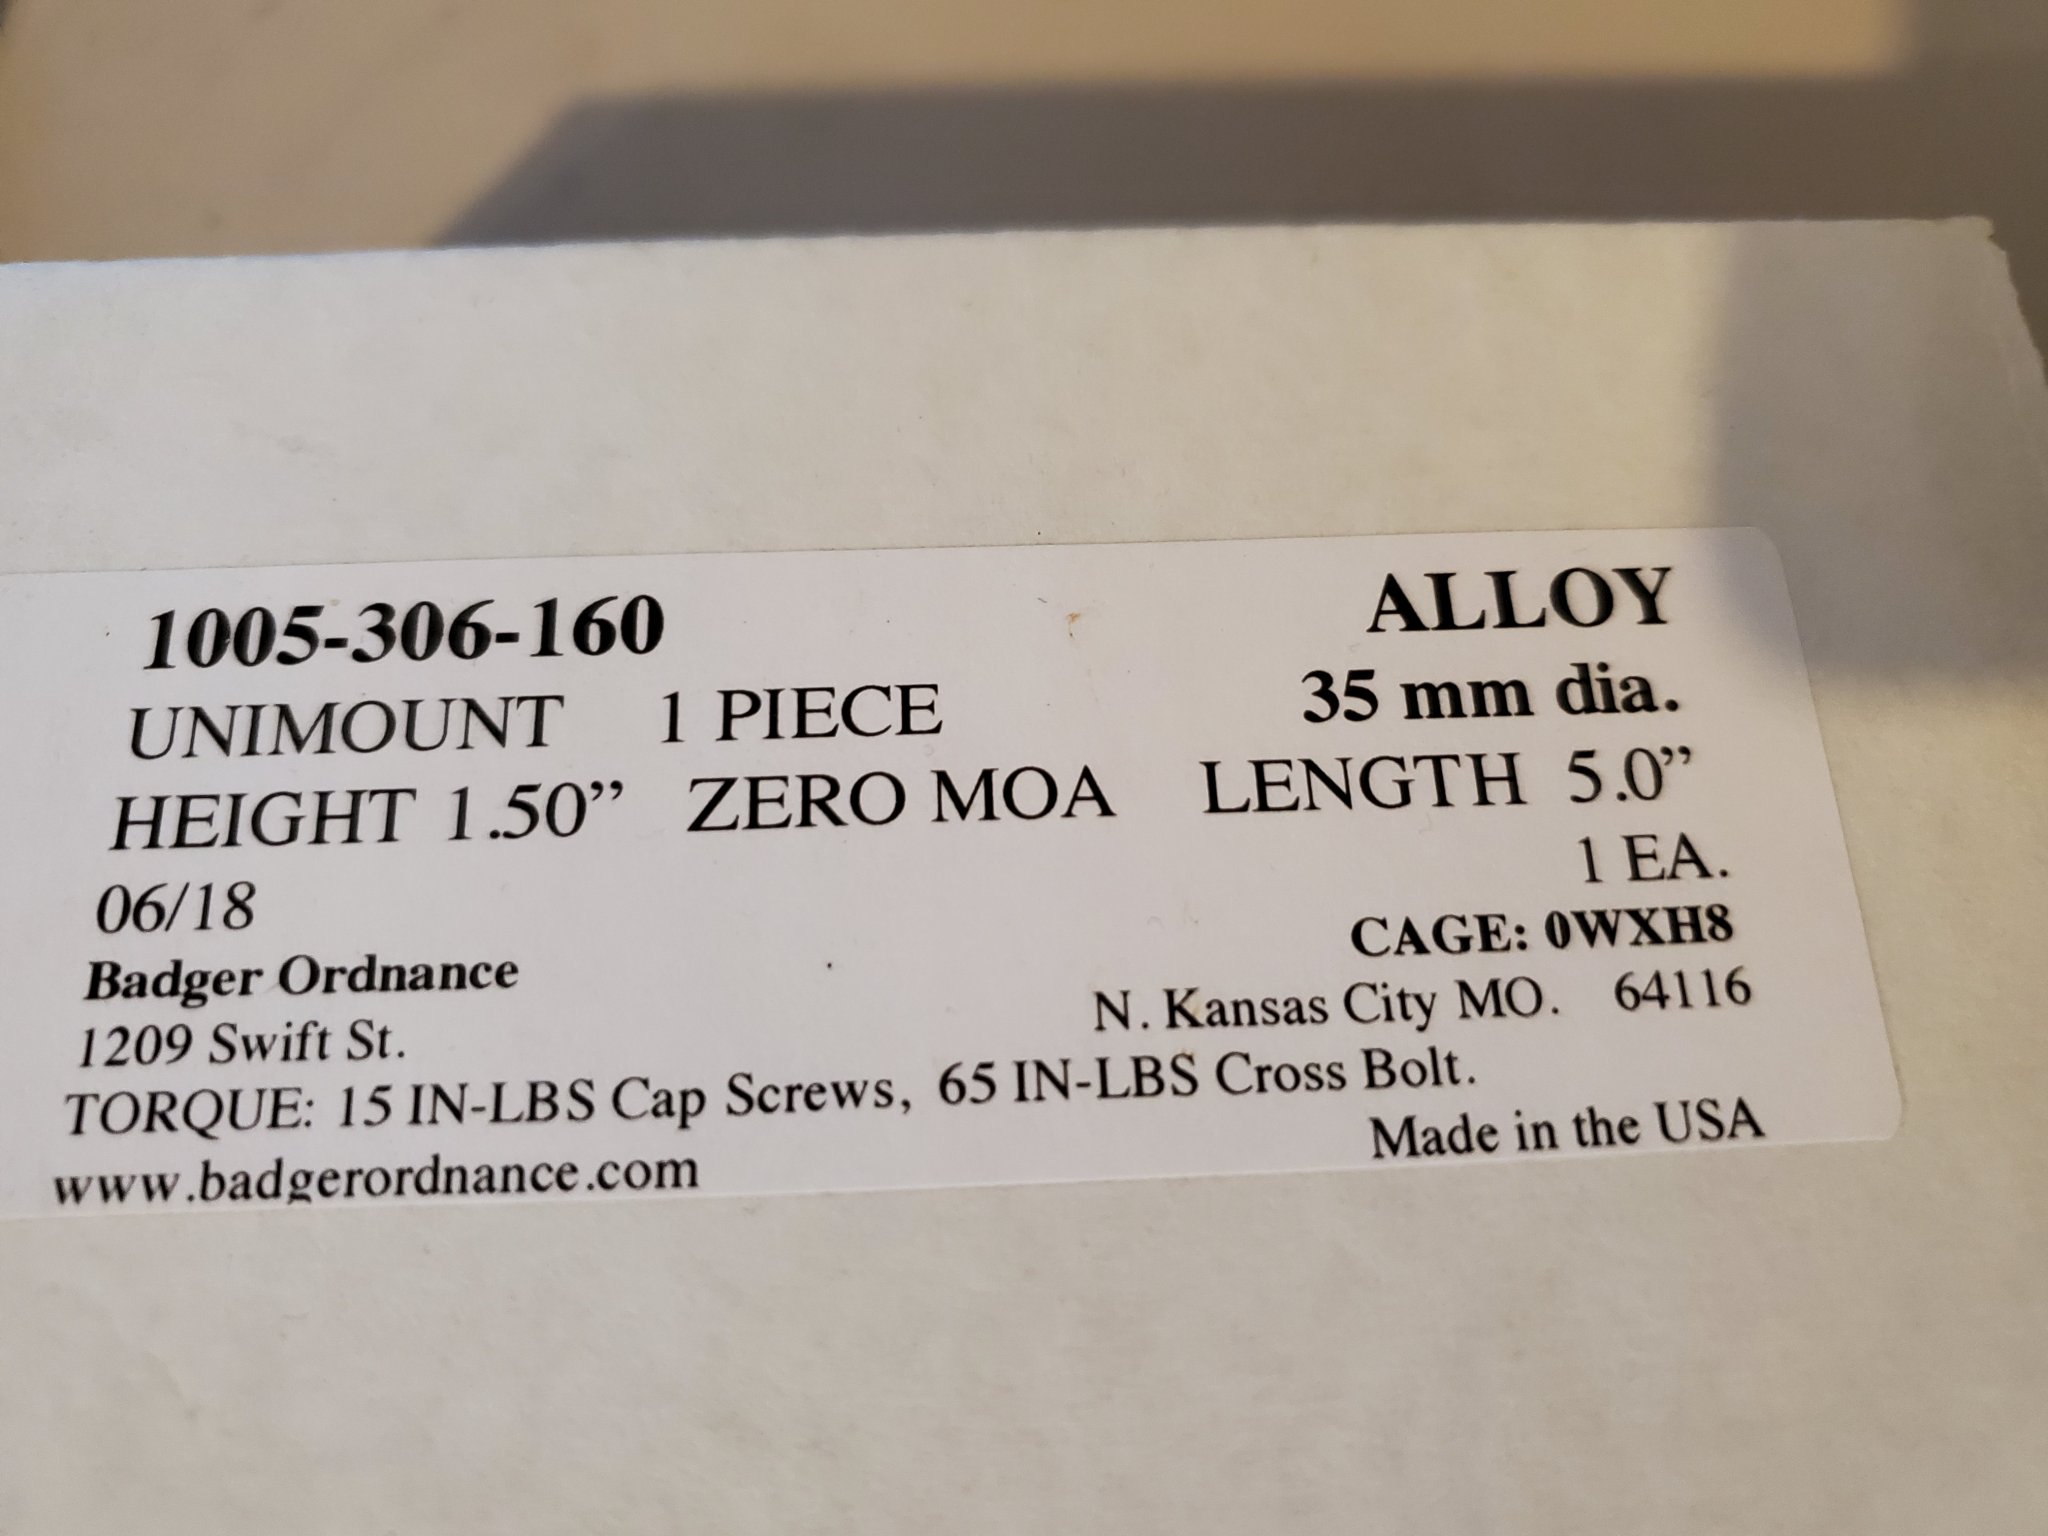 1005-306-160 ALLOY
UNIMOUNT 1 PIECE 35 mm dia.
HEIGHT 1.50” ZERO MOA LENGTH 5.0”
06/18 1 EA.
Badger Ordnance CAGE: 0WXH8
1209 Swift St. N. Kansas City MO. 64116
TORQUE: 15 IN-LBS Cap Screws, 65 IN-LBS Cross Bolt.
www.badgerordnance.com Made in the USA